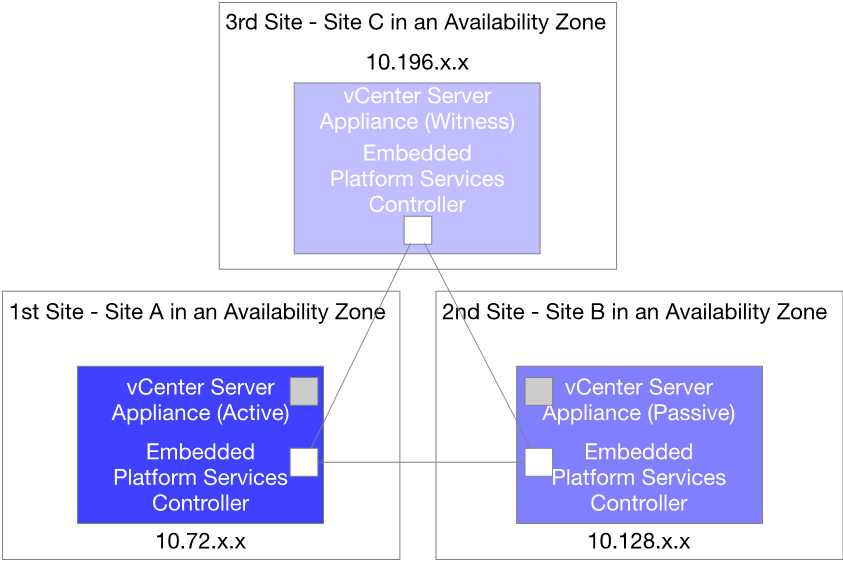 3rd Site - Site C in an Availability Zone
10.196.x.x
vCenter Server
Appliance (Witness)
Embedded
Platform Services
Controller
1st Site - Site A in an Availability Zone
vCenter Server
Appliance (Active)
Embedded
Platform Services
Controller
10.72.x.x
2nd Site - Site B in an Availability Zone
vCenter Server
Appliance (Passive)
Embedded
Platform Services
Controller
10.128.x.x